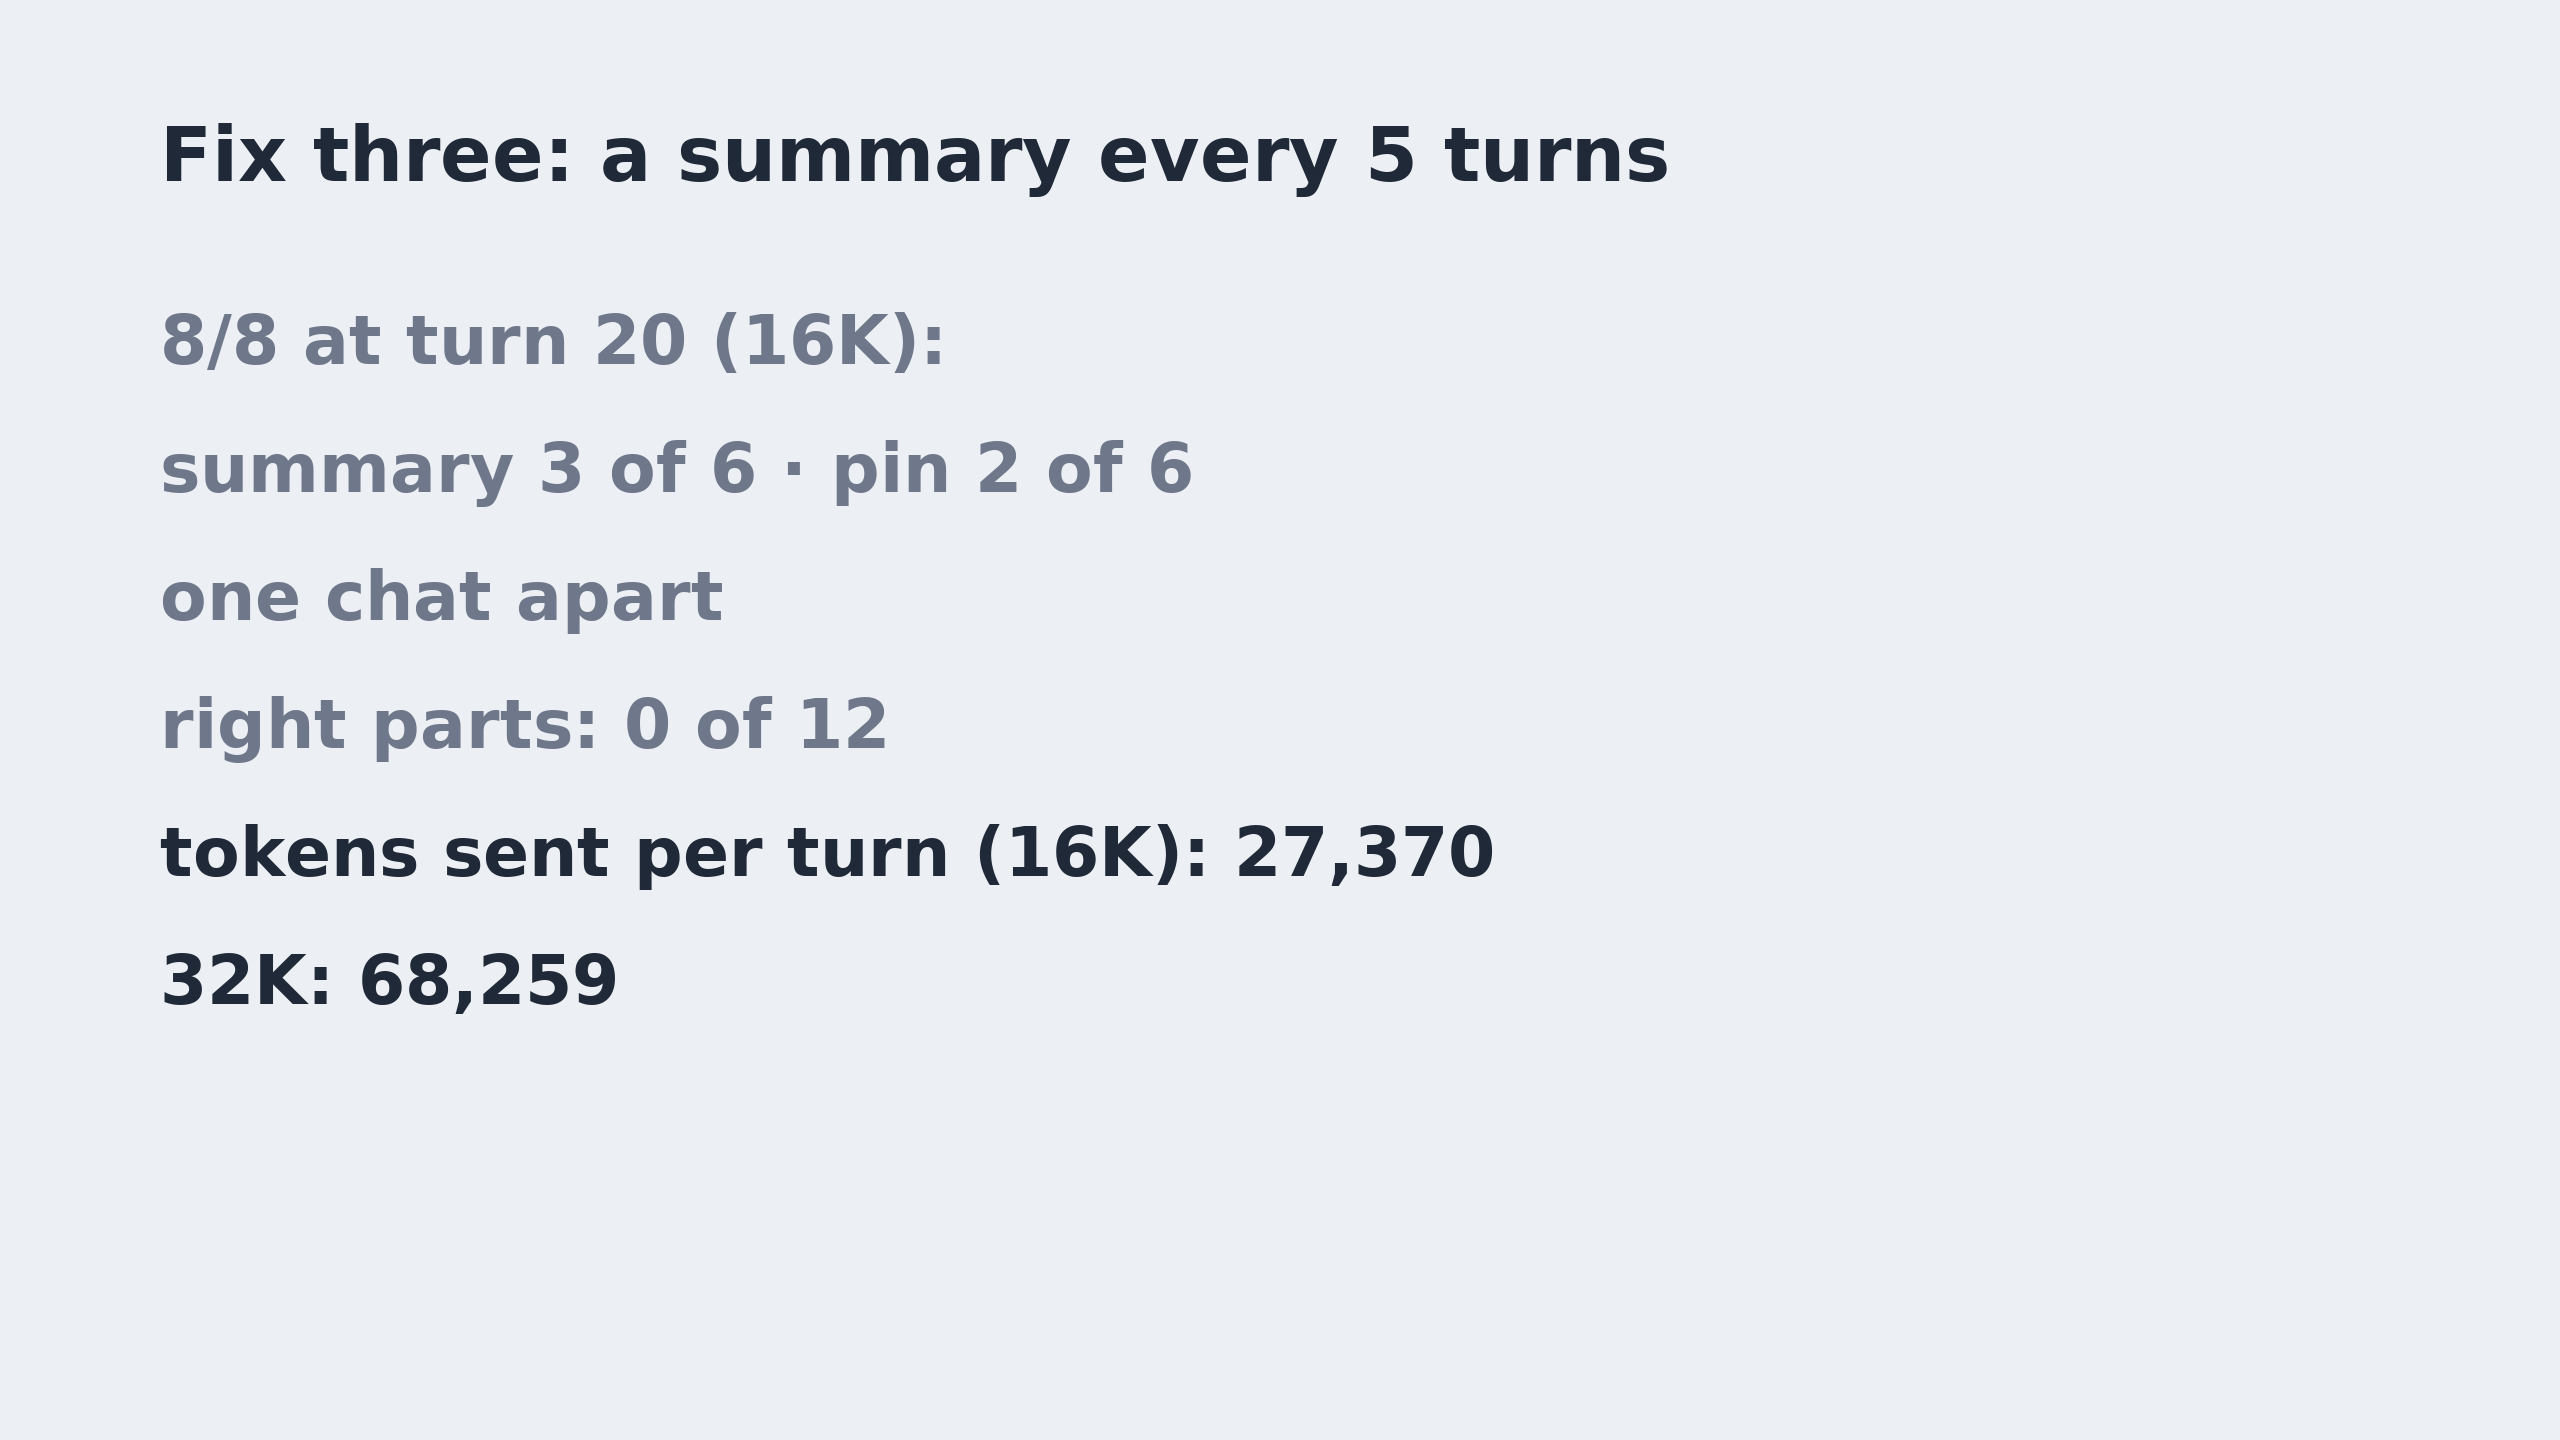 Fix three: a summary every 5 turns
8/8 at turn 20 (16K):
summary 3 of 6 · pin 2 of 6
one chat apart
right parts: 0 of 12
tokens sent per turn (16K): 27,370
32K: 68,259